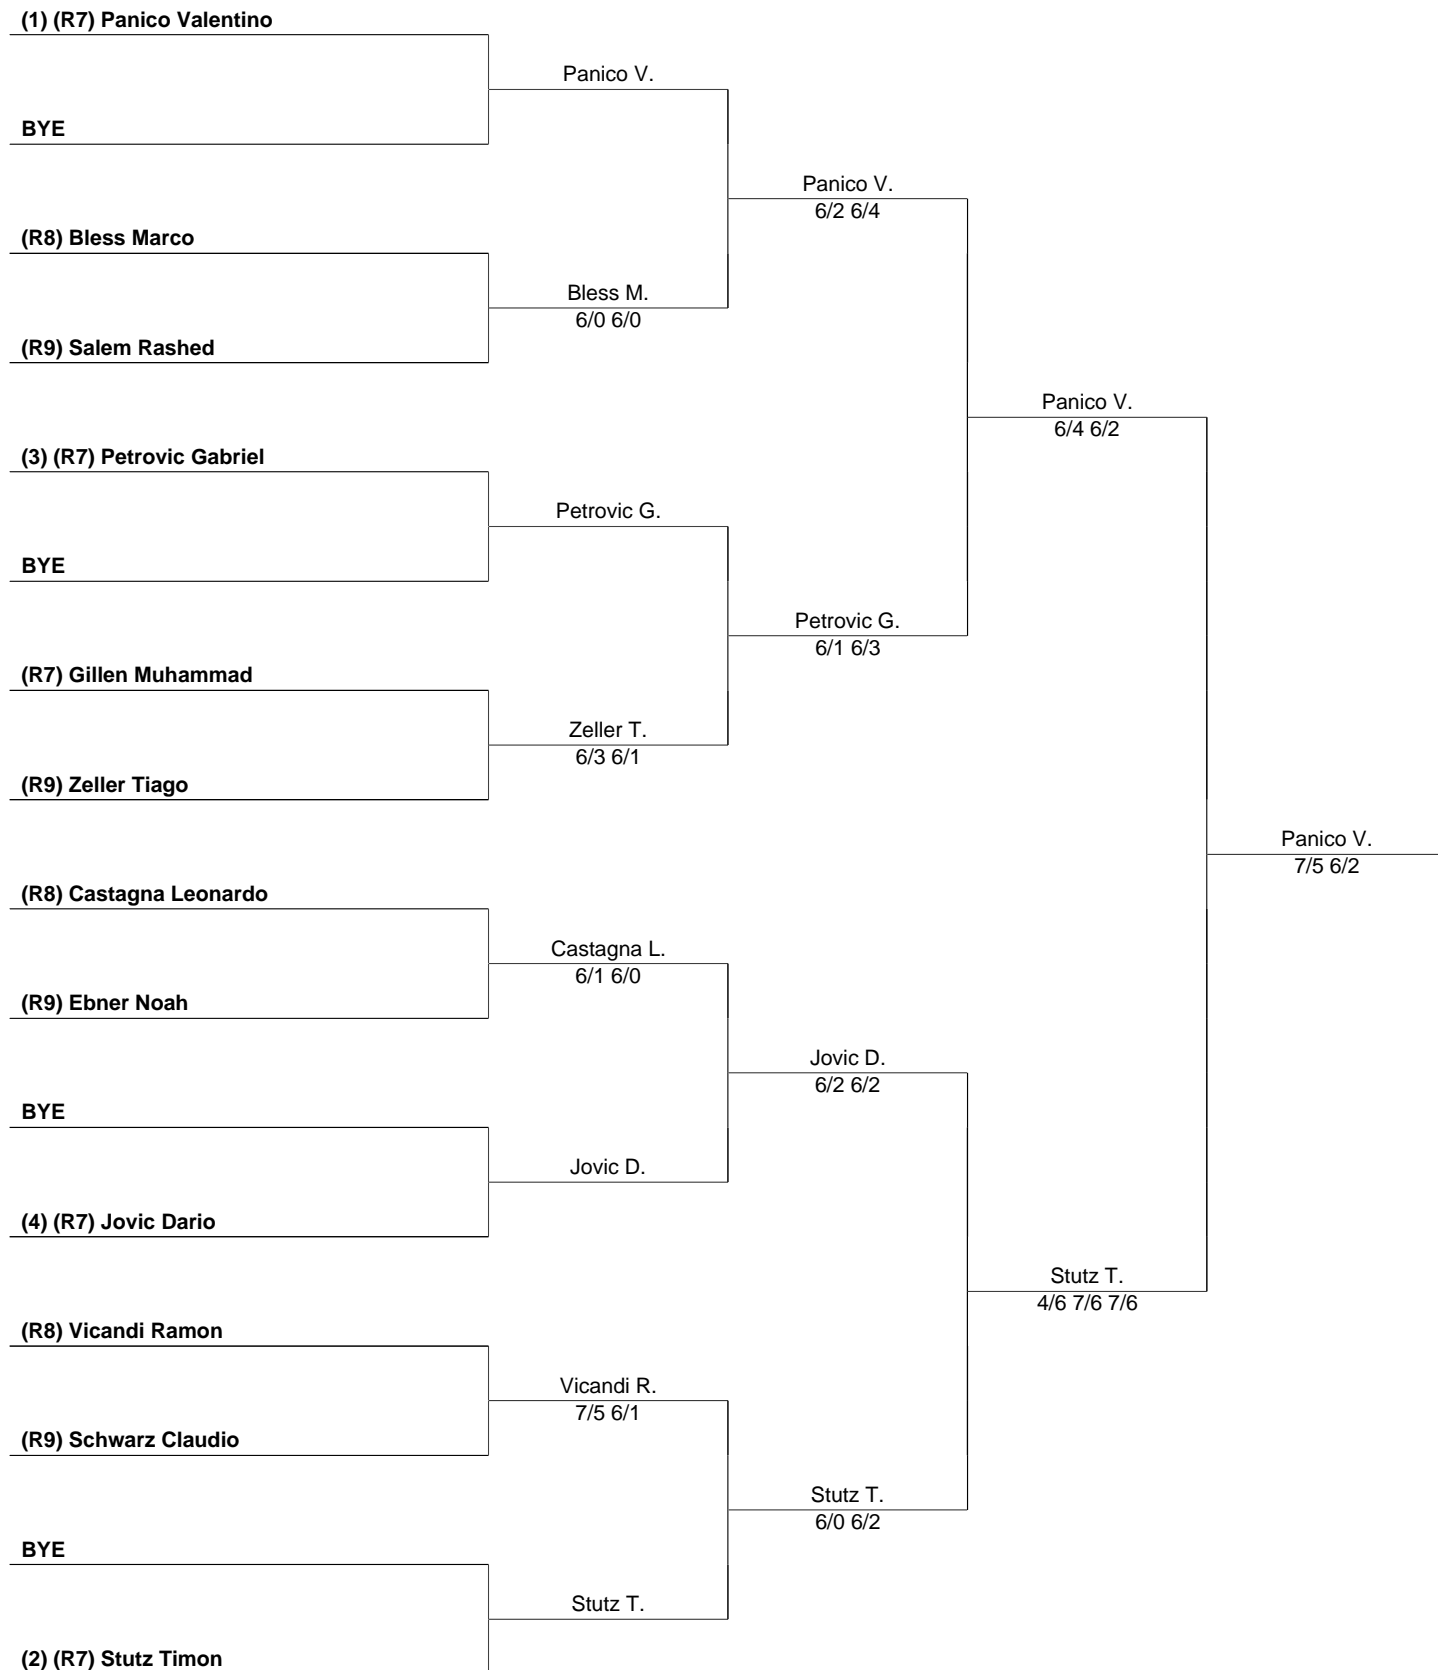 (1) (R7) Panico Valentino
Panico V.
BYE
Panico V.
6/2 6/4
(R8) Bless Marco
Bless M.
6/0 6/0
(R9) Salem Rashed
Panico V.
6/4 6/2
(3) (R7) Petrovic Gabriel
Petrovic G.
BYE
Petrovic G.
6/1 6/3
(R7) Gillen Muhammad
Zeller T.
6/3 6/1
(R9) Zeller Tiago
Panico V.
7/5 6/2
(R8) Castagna Leonardo
Castagna L.
6/1 6/0
(R9) Ebner Noah
Jovic D.
6/2 6/2
BYE
Jovic D.
(4) (R7) Jovic Dario
Stutz T.
4/6 7/6 7/6
(R8) Vicandi Ramon
Vicandi R.
7/5 6/1
(R9) Schwarz Claudio
Stutz T.
6/0 6/2
BYE
Stutz T.
(2) (R7) Stutz Timon